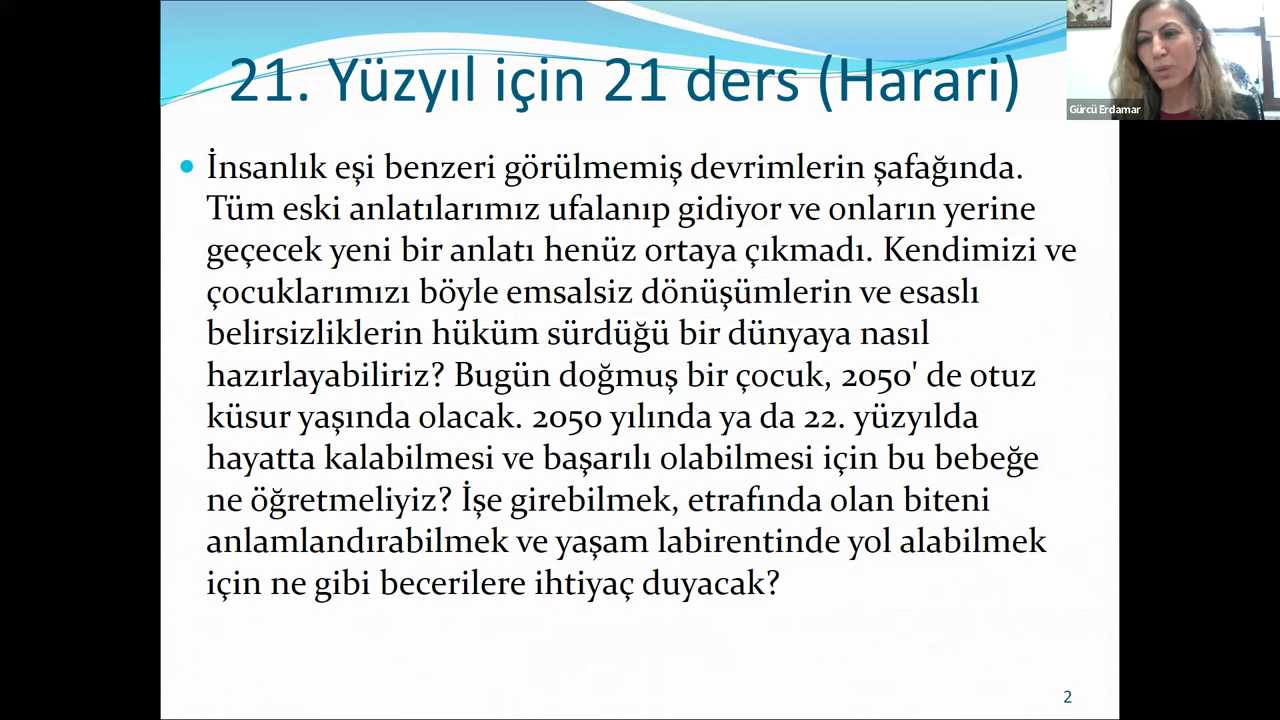 21. Yüzyıl için 21 ders (Harari)
Gürcü Erdamar
• İnsanlık eşi benzeri görülmemiş devrimlerin şafağında.
Tüm eski anlatılarımız ufalanıp gidiyor ve onların yerine
geçecek yeni bir anlatı henüz ortaya çıkmadı. Kendimizi ve
çocuklarımızı böyle emsalsiz dönüşümlerin ve esaslı
belirsizliklerin hüküm sürdüğü bir dünyaya nasıl
hazırlayabiliriz? Bugün doğmuş bir çocuk, 2050' de otuz
küsur yaşında olacak. 2050 yılında ya da 22. yüzyılda
hayatta kalabilmesi ve başarılı olabilmesi için bu bebeğe
ne öğretmeliyiz? İşe girebilmek, etrafında olan biteni
anlamlandırabilmek ve yaşam labirentinde yol alabilmek
için ne gibi becerilere ihtiyaç duyacak?
2